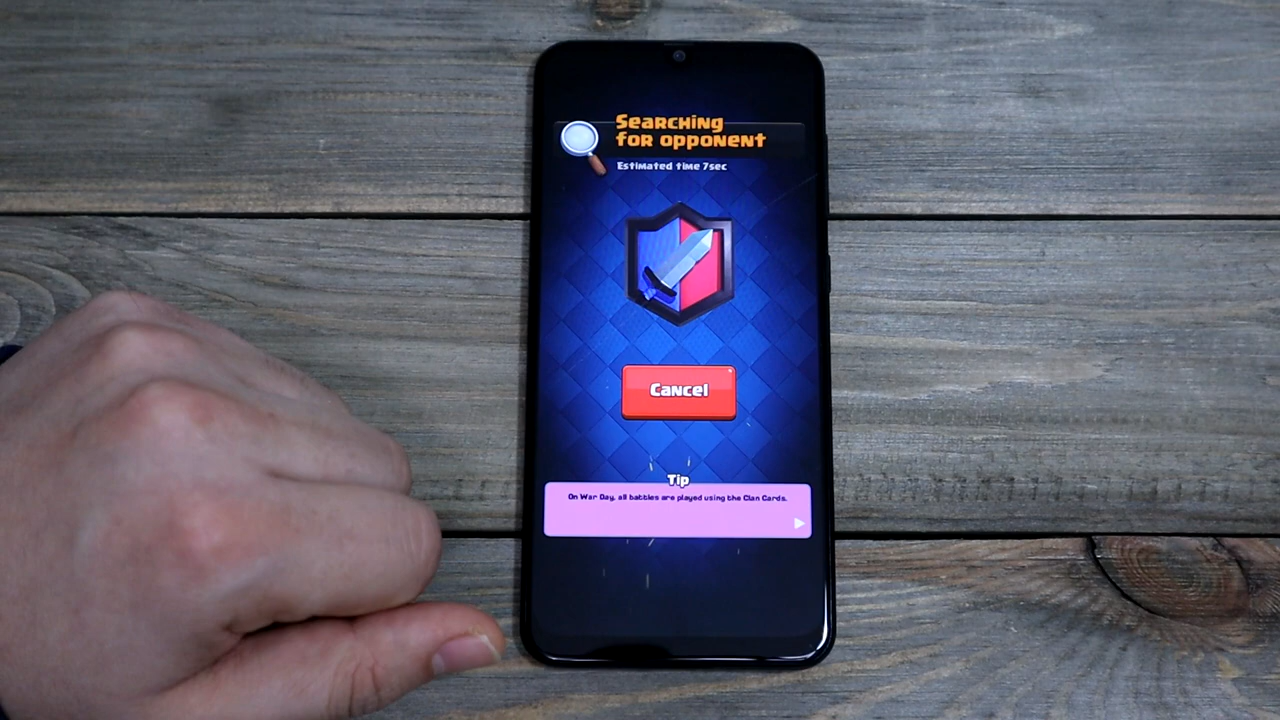 Searching
for opponent
Estimated time 7sec
Cancel
Tip
On War Day, all battles are played using the Clan Cards.